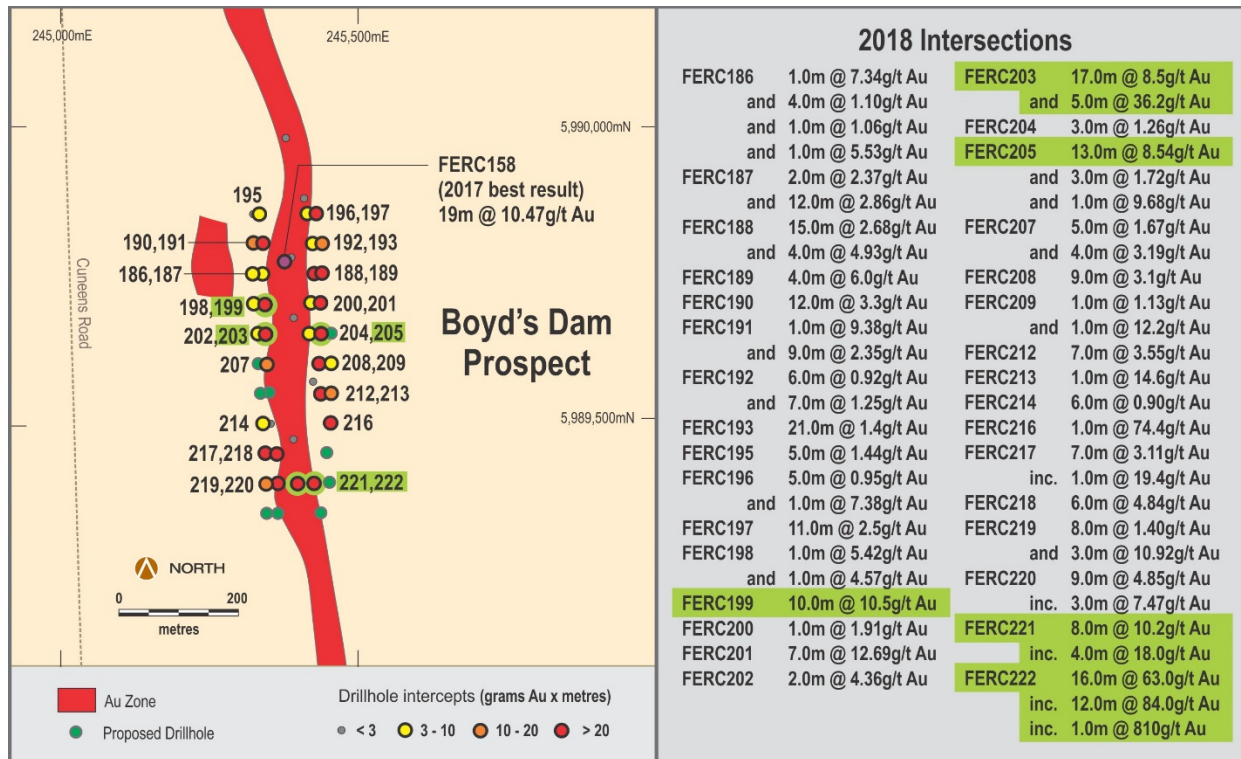 245,000mE
245,500mE
5,990,000mN
FERC158
(2017 best result)
19m @ 10.47g/t Au
195
196,197
190,191
192,193
186,187
188,189
198,199
200,201
202,203
204,205
207
208,209
212,213
214
216
217,218
219,220
221,222
Cuneens Road
Boyd's Dam
Prospect
5,989,500mN
NORTH
0 200
metres
Au Zone
Proposed Drillhole
Drillhole intercepts (grams Au x metres)
< 3 3 - 10 10 - 20 > 20
2018 Intersections
FERC186 1.0m @ 7.34g/t Au
and 4.0m @ 1.10g/t Au
and 1.0m @ 1.06g/t Au
and 1.0m @ 5.53g/t Au
FERC187 2.0m @ 2.37g/t Au
and 12.0m @ 2.86g/t Au
FERC188 15.0m @ 2.68g/t Au
and 4.0m @ 4.93g/t Au
FERC189 4.0m @ 6.0g/t Au
FERC190 12.0m @ 3.3g/t Au
FERC191 1.0m @ 9.38g/t Au
and 9.0m @ 2.35g/t Au
FERC192 6.0m @ 0.92g/t Au
and 7.0m @ 1.25g/t Au
FERC193 21.0m @ 1.4g/t Au
FERC195 5.0m @ 1.44g/t Au
FERC196 5.0m @ 0.95g/t Au
and 1.0m @ 7.38g/t Au
FERC197 11.0m @ 2.5g/t Au
FERC198 1.0m @ 5.42g/t Au
and 1.0m @ 4.57g/t Au
FERC199 10.0m @ 10.5g/t Au
FERC200 1.0m @ 1.91g/t Au
FERC201 7.0m @ 12.69g/t Au
FERC202 2.0m @ 4.36g/t Au
FERC203 17.0m @ 8.5g/t Au
and 5.0m @ 36.2g/t Au
FERC204 3.0m @ 1.26g/t Au
FERC205 13.0m @ 8.54g/t Au
and 3.0m @ 1.72g/t Au
and 1.0m @ 9.68g/t Au
FERC207 5.0m @ 1.67g/t Au
and 4.0m @ 3.19g/t Au
FERC208 9.0m @ 3.1g/t Au
FERC209 1.0m @ 1.13g/t Au
and 1.0m @ 12.2g/t Au
FERC212 7.0m @ 3.55g/t Au
FERC213 1.0m @ 14.6g/t Au
FERC214 6.0m @ 0.90g/t Au
FERC216 1.0m @ 74.4g/t Au
FERC217 7.0m @ 3.11g/t Au
inc. 1.0m @ 19.4g/t Au
FERC218 6.0m @ 4.84g/t Au
FERC219 8.0m @ 1.40g/t Au
and 3.0m @ 10.92g/t Au
FERC220 9.0m @ 4.85g/t Au
inc. 3.0m @ 7.47g/t Au
FERC221 8.0m @ 10.2g/t Au
inc. 4.0m @ 18.0g/t Au
FERC222 16.0m @ 63.0g/t Au
inc. 12.0m @ 84.0g/t Au
inc. 1.0m @ 810g/t Au